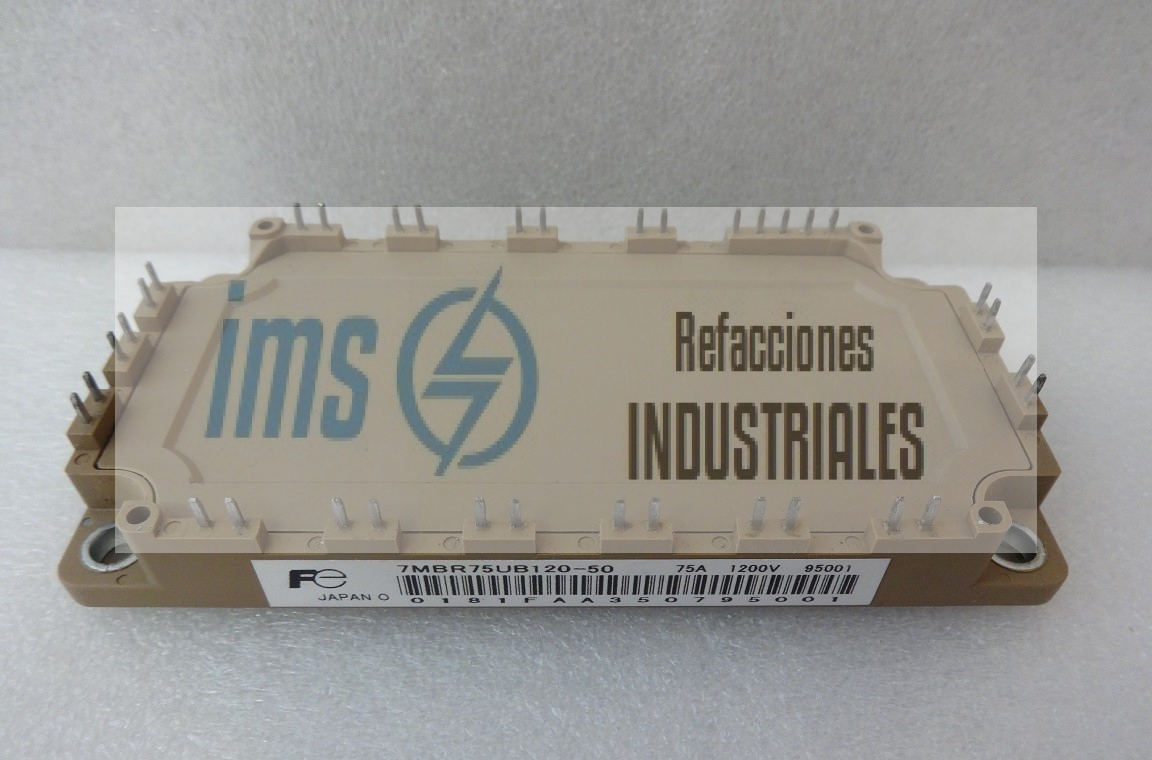 ims
Refacciones
INDUSTRIALES
Fe
7MBR75UB120-50 75A 1200V 95001
JAPAN O
0181FAA350795001